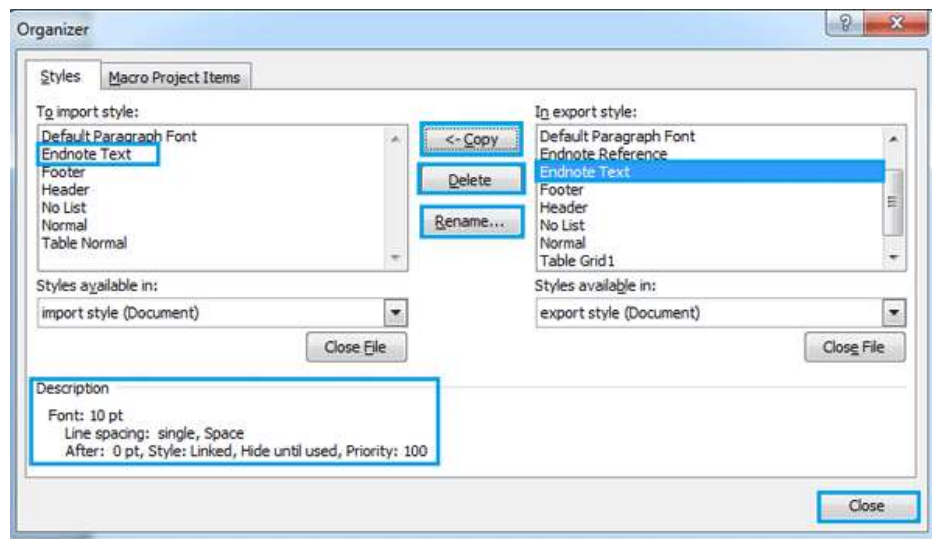 Organizer
Styles
Macro Project Items
To import style:
Default Paragraph Font
Endnote Text
Footer
Header
No List
Normal
Table Normal
<- Copy
Delete
Rename...
In export style:
Default Paragraph Font
Endnote Reference
Endnote Text
Footer
Header
No List
Normal
Table Grid1
Styles available in:
import style (Document)
Close File
Styles available in:
export style (Document)
Close File
Description
Font: 10 pt
Line spacing: single, Space
After: 0 pt, Style: Linked, Hide until used, Priority: 100
Close